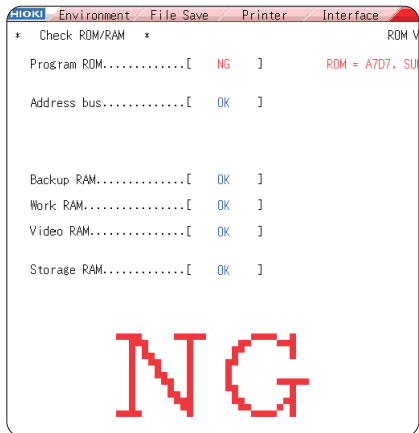 HIOKI Environment File Save Printer Interface
* Check ROM/RAM * ROM V
Program ROM.............[ NG ] ROM = A7D7, SU
Address bus.............[ OK ]
Backup RAM..............[ OK ]
Work RAM................[ OK ]
Video RAM...............[ OK ]
Storage RAM.............[ OK ]
NG